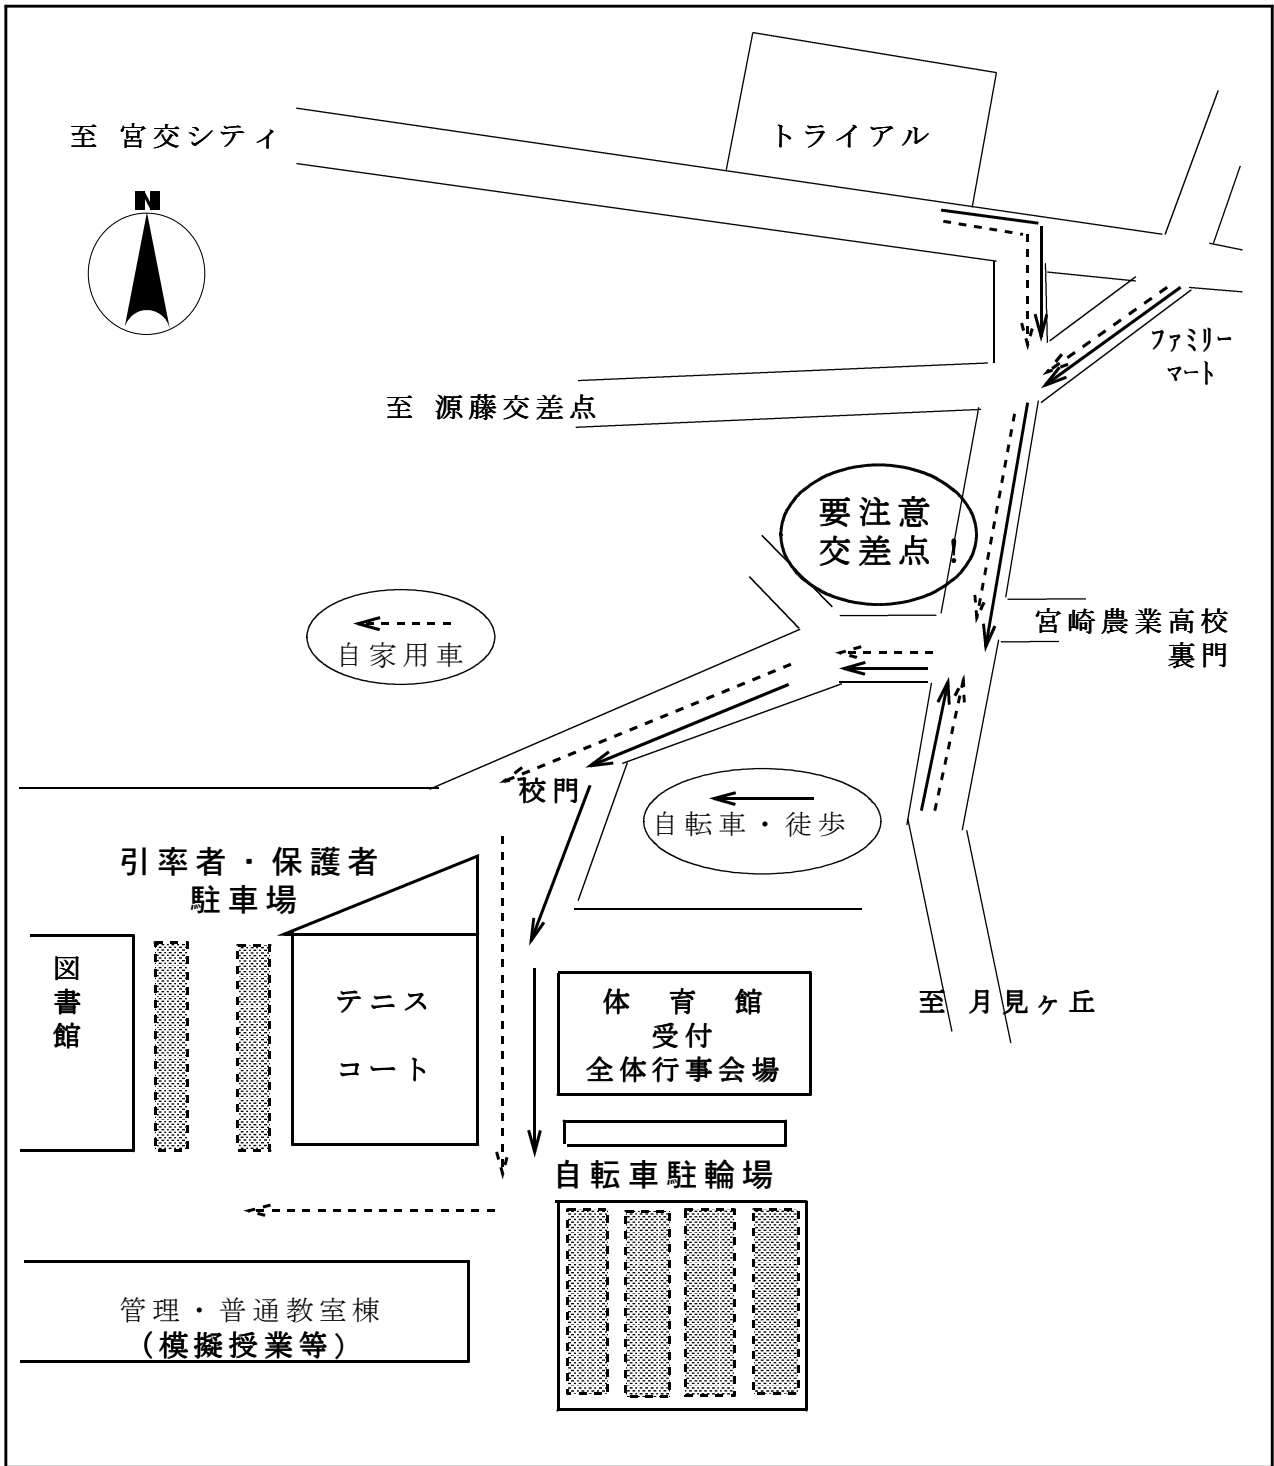 至 宮交シティ
トライアル
N
ファミリー
マート
至 源藤交差点
要注意
交差点!
宮崎農業高校
裏門
自家用車
校門
自転車・徒歩
引率者・保護者
駐車場
図書館
テニス
コート
体 育 館
受付
全体行事会場
至 月見ヶ丘
自転車駐輪場
管理・普通教室棟
(模擬授業等)